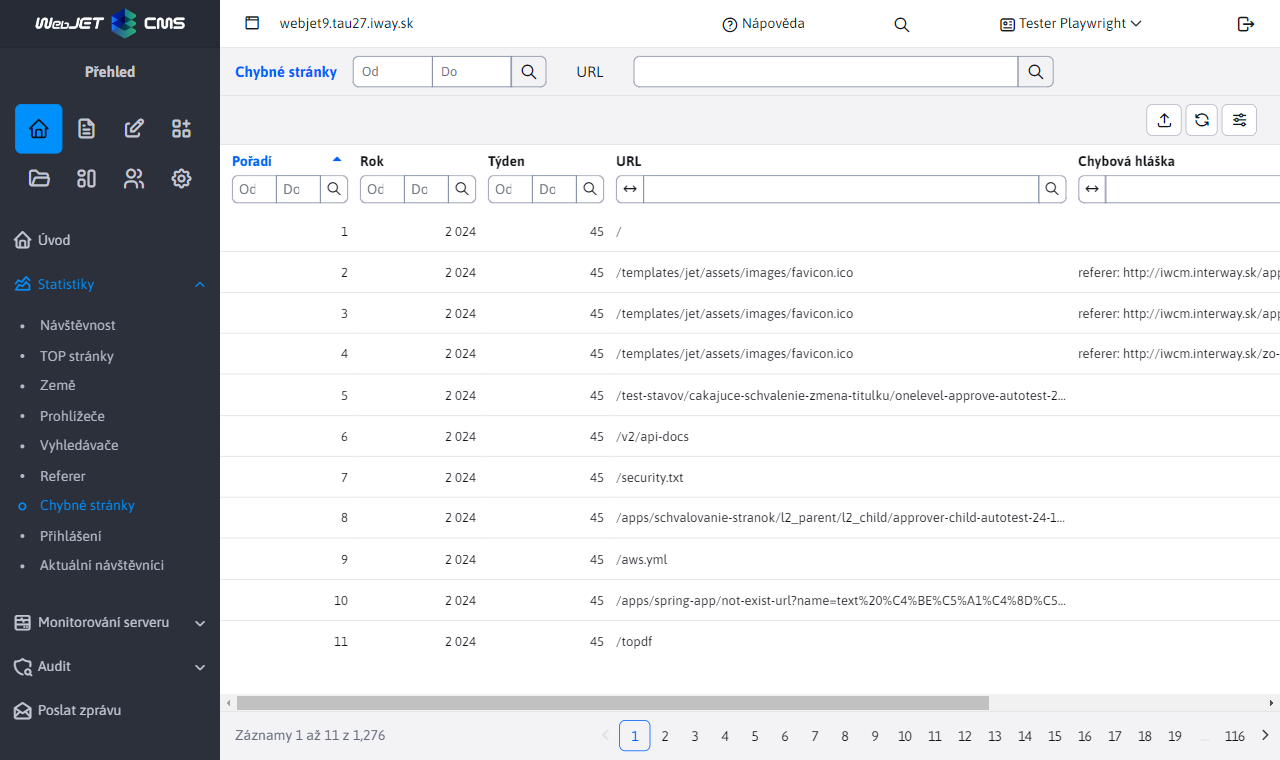 WebJET CMS
webjet9.tau27.iway.sk
Nápověda
Tester Playwright
Přehled
Chybné stránky
Od
Do
URL
Úvod
Statistiky
Návštěvnost
TOP stránky
Země
Prohlížeče
Vyhledávače
Referer
Chybné stránky
Přihlášení
Aktuální návštěvníci
Monitorování serveru
Audit
Poslat zprávu
Pořadí Rok Týden URL Chybová hláška
Od Do Od Do Od Do
1 2 024 45 /
2 2 024 45 /templates/jet/assets/images/favicon.ico referer: http://iwcm.interway.sk/app
3 2 024 45 /templates/jet/assets/images/favicon.ico referer: http://iwcm.interway.sk/app
4 2 024 45 /templates/jet/assets/images/favicon.ico referer: http://iwcm.interway.sk/zo-
5 2 024 45 /test-stavov/cakajuce-schvalenie-zmena-titulku/onelevel-approve-autotest-2...
6 2 024 45 /v2/api-docs
7 2 024 45 /security.txt
8 2 024 45 /apps/schvalovanie-stranok/l2_parent/l2_child/approver-child-autotest-24-1...
9 2 024 45 /aws.yml
10 2 024 45 /apps/spring-app/not-exist-url?name=text%20%C4%BE%C5%A1%C4%8D%C5...
11 2 024 45 /topdf
Záznamy 1 až 11 z 1,276
1 2 3 4 5 6 7 8 9 10 11 12 13 14 15 16 17 18 19 ... 116